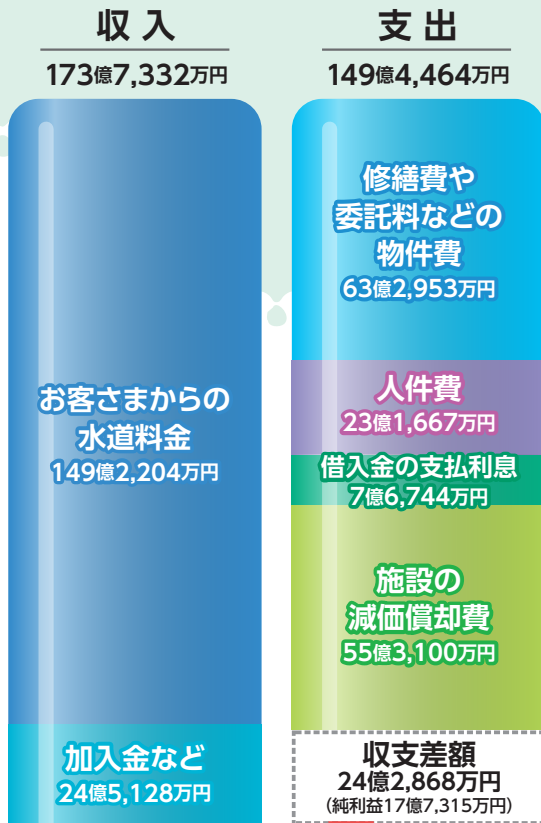 収 入
173億7,332万円
お客さまからの
水道料金
149億2,204万円
加入金など
24億5,128万円
支 出
149億4,464万円
修繕費や
委託料などの
物件費
63億2,953万円
人件費
23億1,667万円
借入金の支払利息
7億6,744万円
施設の
減価償却費
55億3,100万円
収支差額
24億2,868万円
(純利益17億7,315万円)